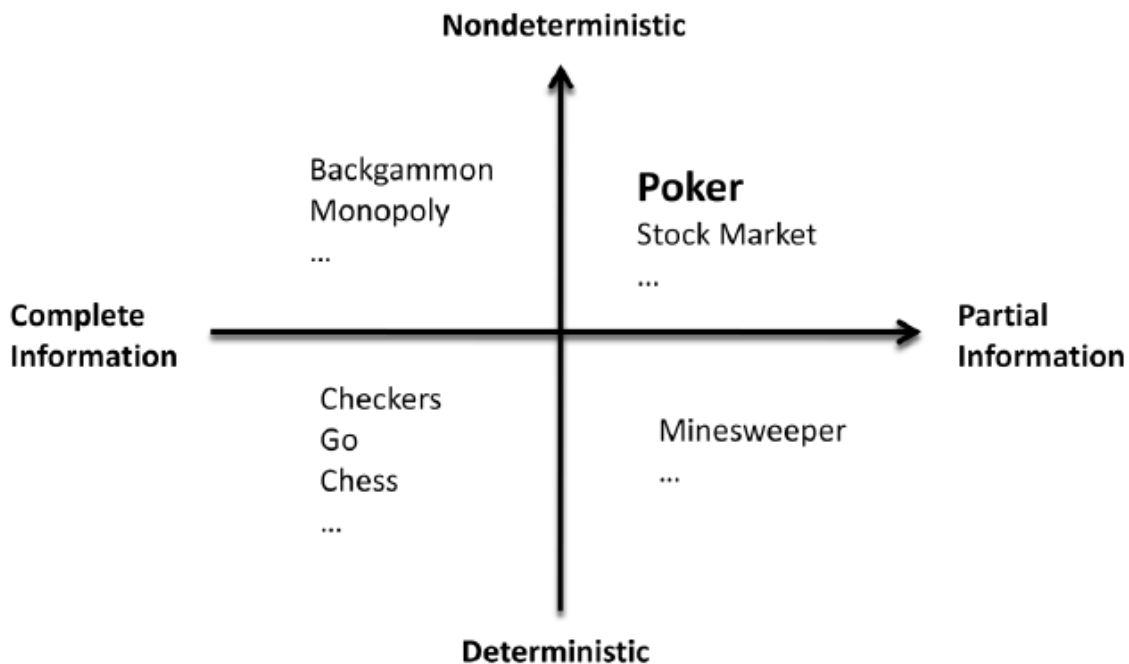 Nondeterministic
Backgammon
Monopoly
...
Poker
Stock Market
...
Complete
Information
Partial
Information
Checkers
Go
Chess
...
Minesweeper
...
Deterministic